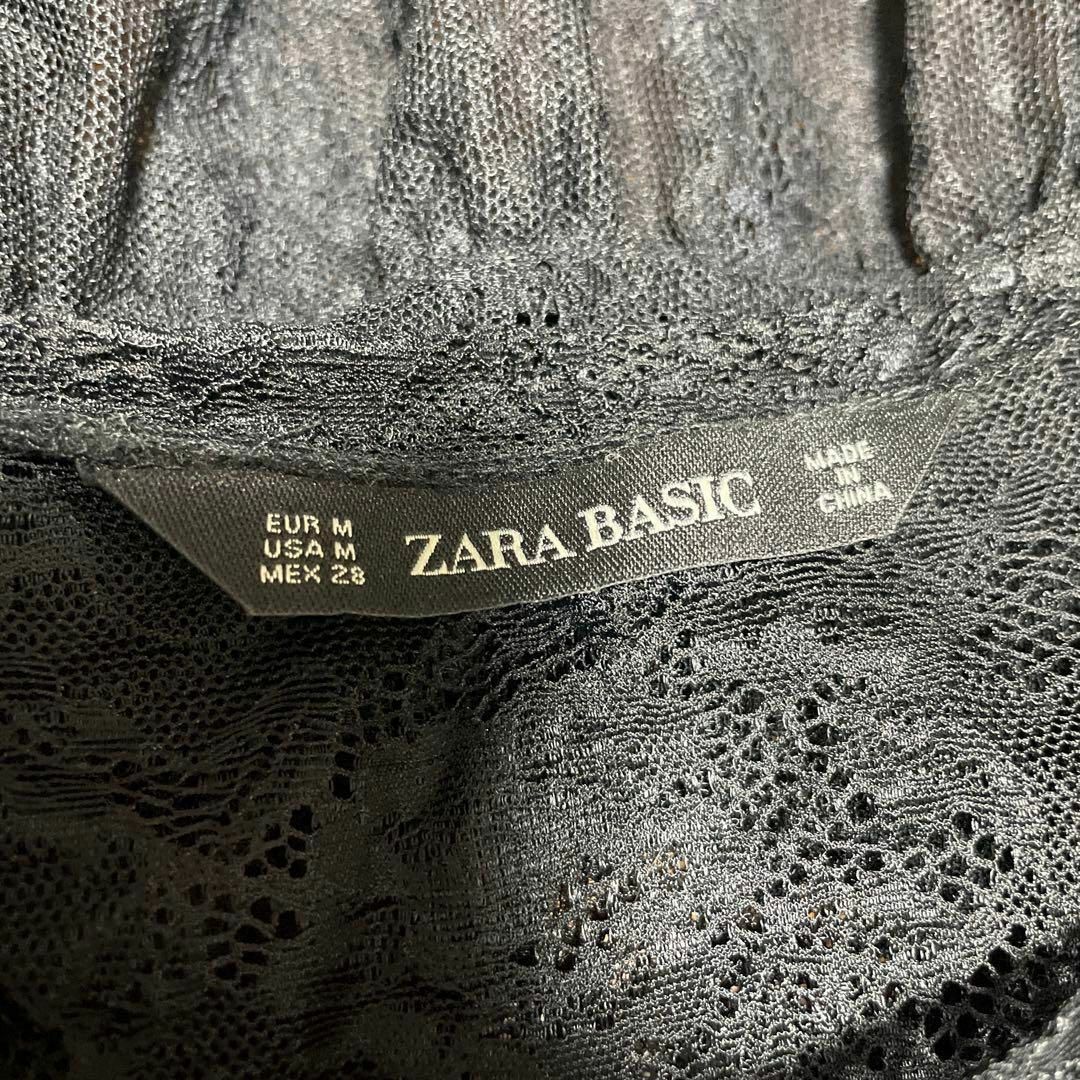 EUR M
USA M
MEX 28
ZARA BASIC
MADE
IN
CHINA